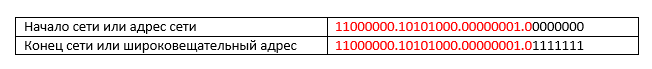 Начало сети или адрес сети 11000000.10101000.00000001.00000000
Конец сети или широковещательный адрес 11000000.10101000.00000001.01111111